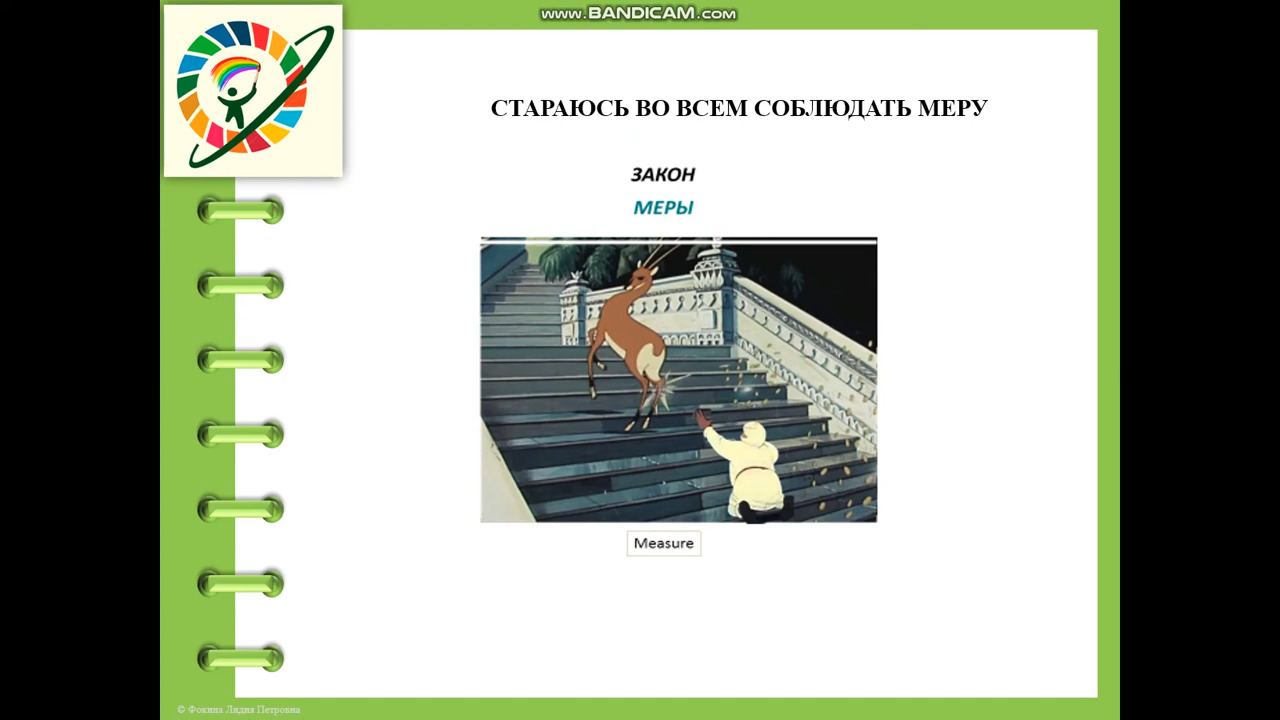 www.BANDICAM.com
СТАРАЮСЬ ВО ВСЕМ СОБЛЮДАТЬ МЕРУ
ЗАКОН
МЕРЫ
Measure
© Фокина Лидия Петровна